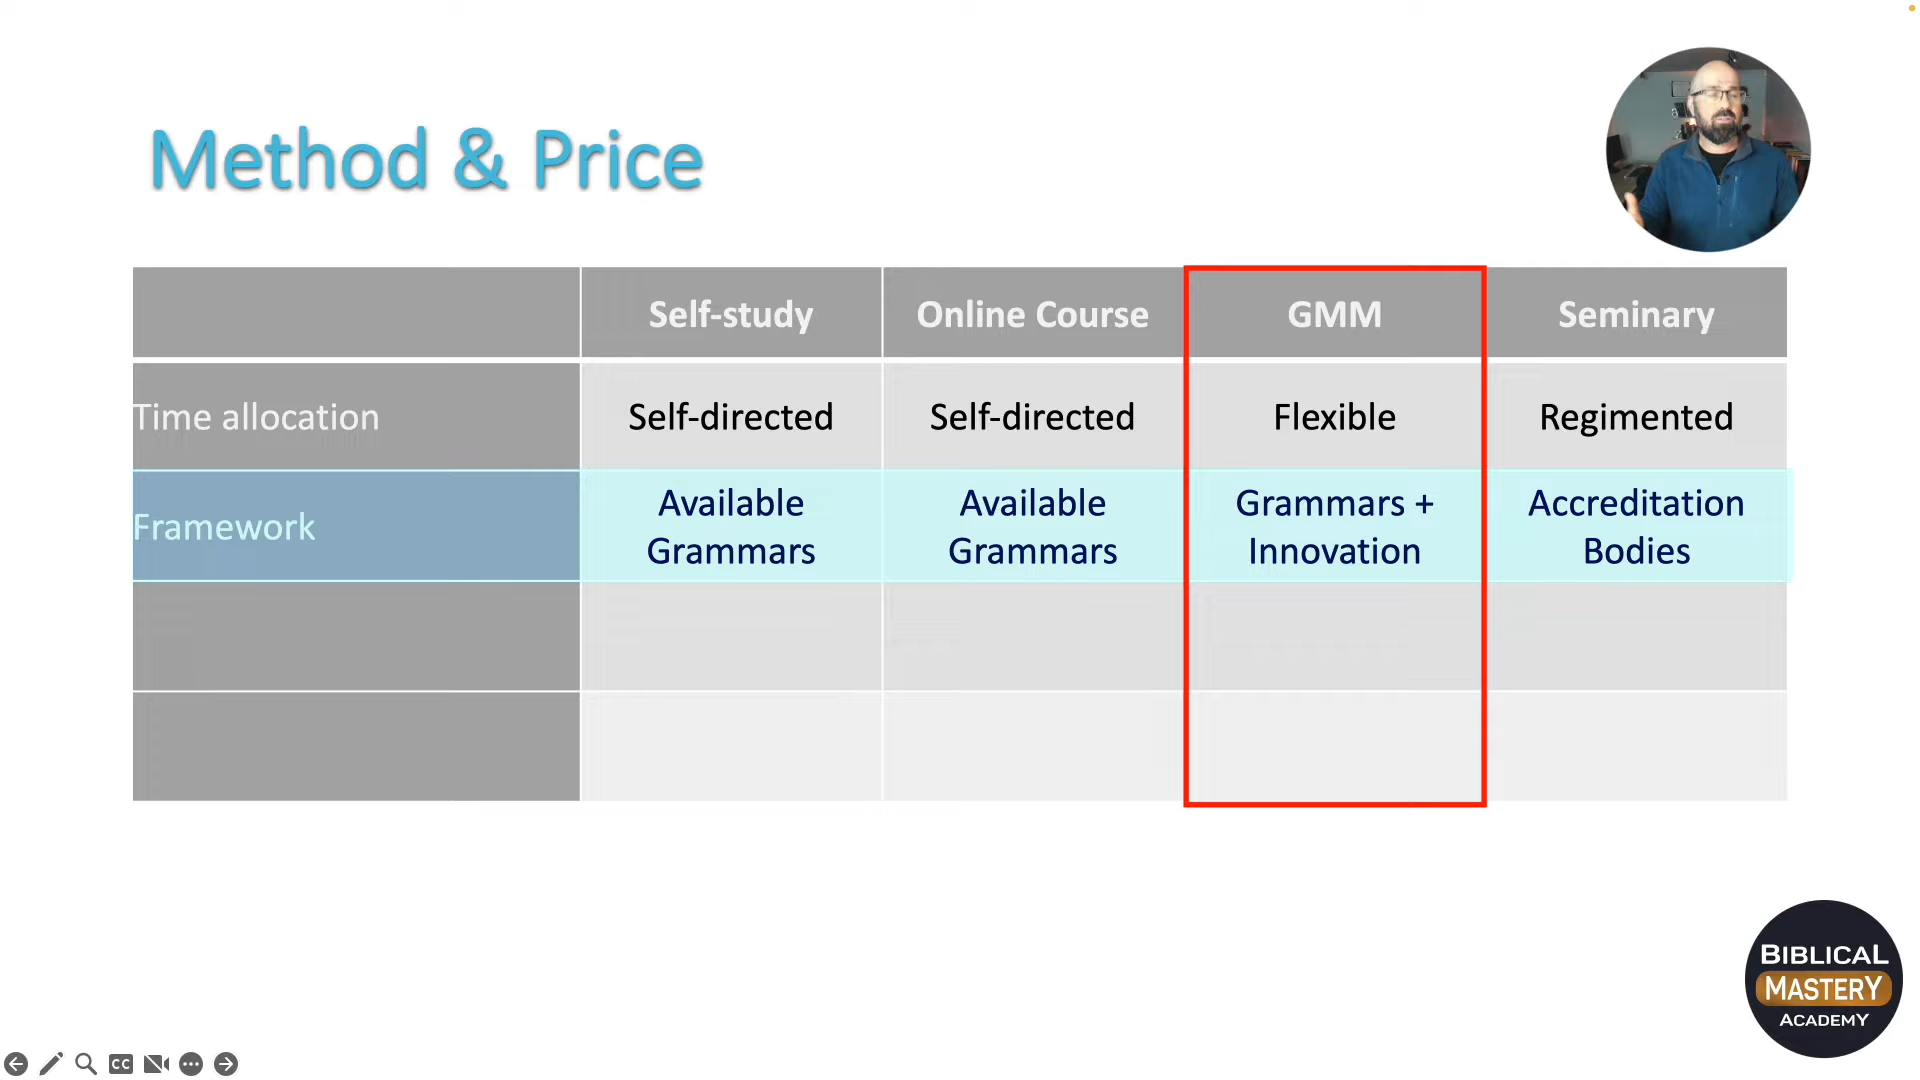 Method & Price
Self-study
Online Course
GMM
Seminary
Time allocation
Self-directed
Self-directed
Flexible
Regimented
Framework
Available
Grammars
Available
Grammars
Grammars +
Innovation
Accreditation
Bodies
BIBLICAL
MASTERY
ACADEMY
CC